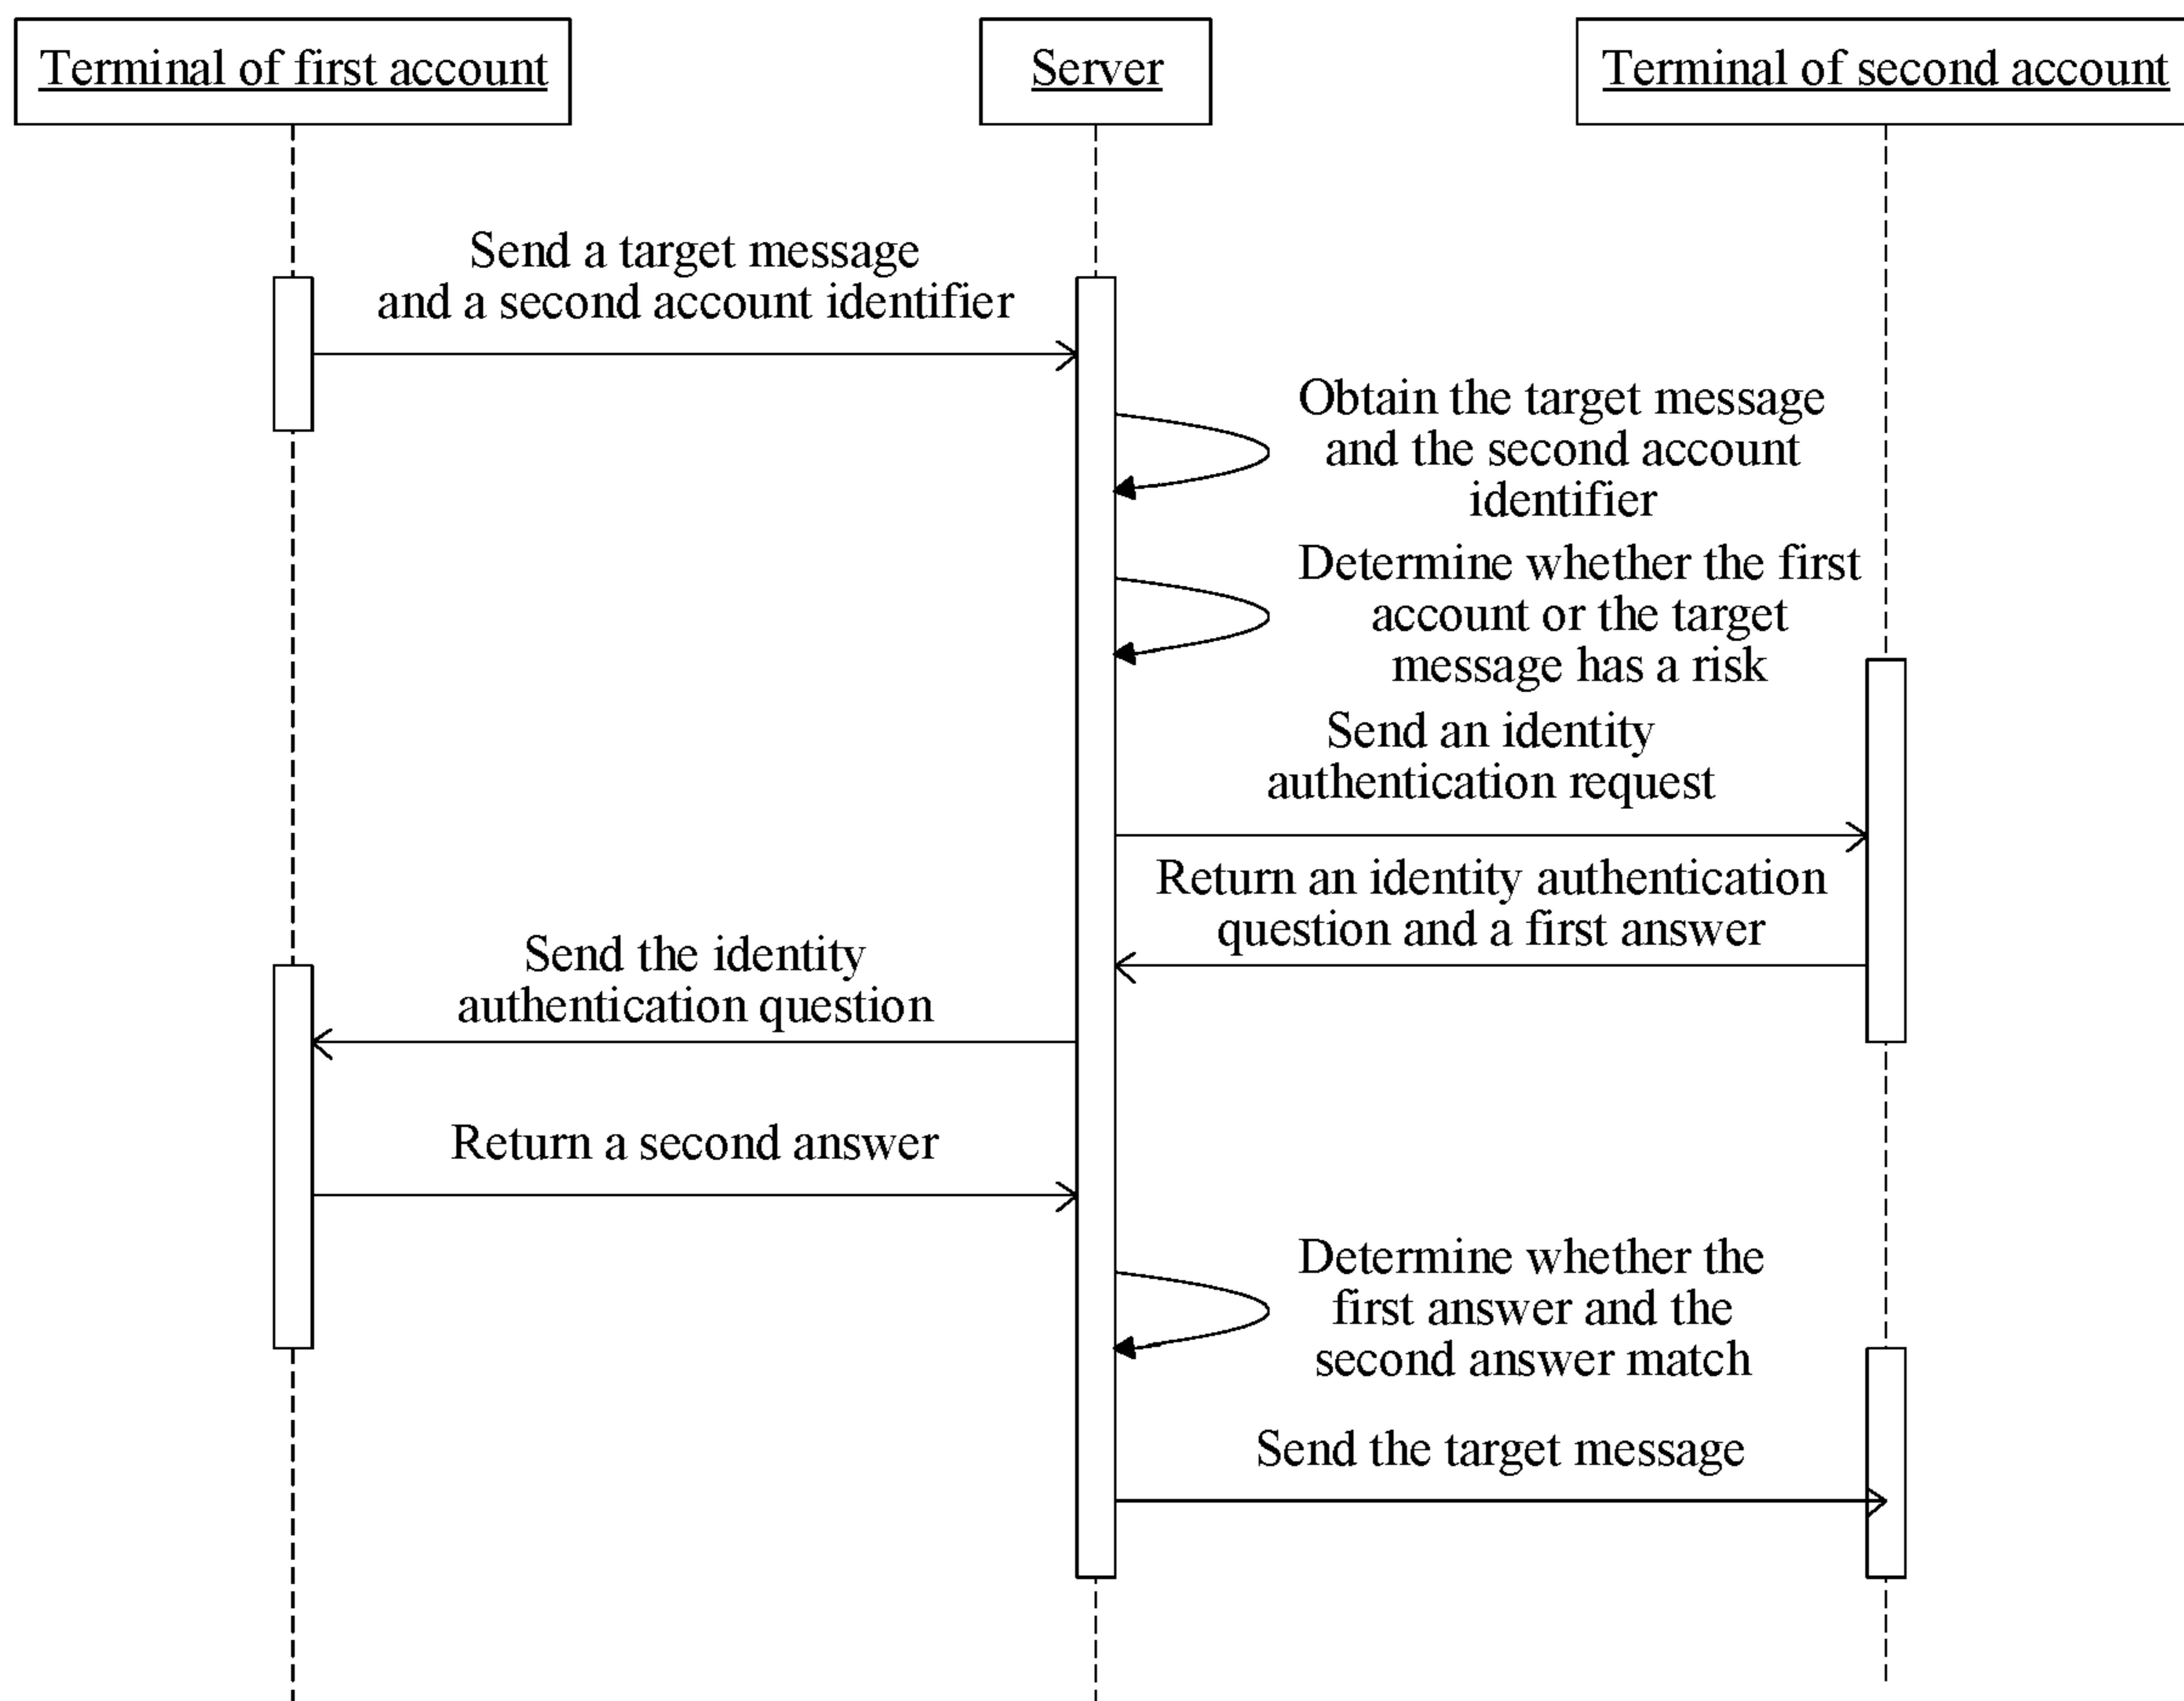 Terminal of first account
Server
Terminal of second account
Send a target message
and a second account identifier
Obtain the target message
and the second account
identifier
Determine whether the first
account or the target
message has a risk
Send an identity
authentication request
Return an identity authentication
question and a first answer
Send the identity
authentication question
Return a second answer
Determine whether the
first answer and the
second answer match
Send the target message